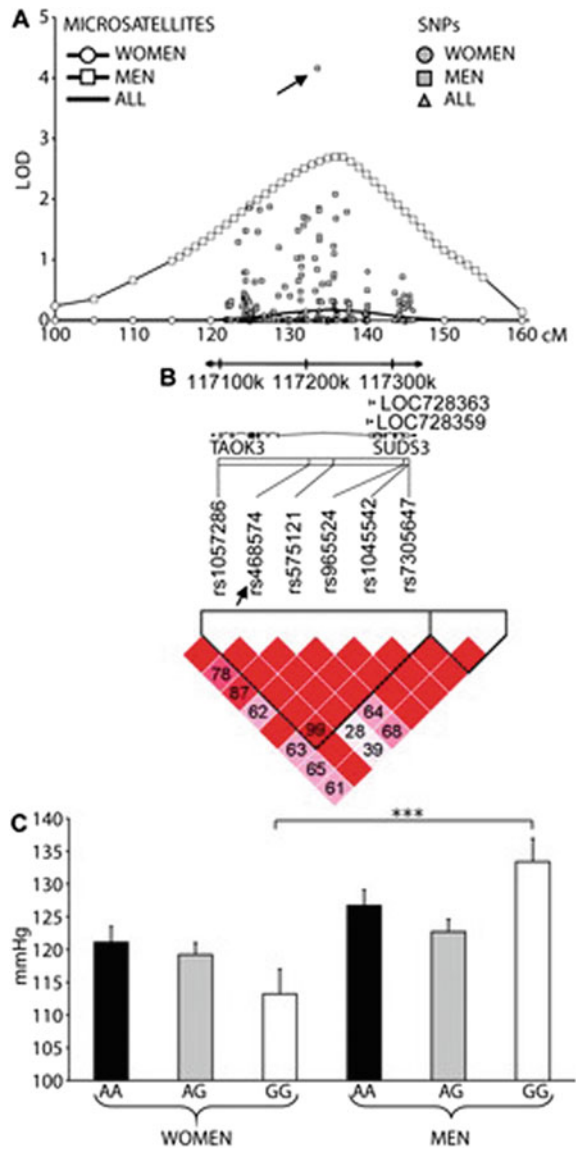 A
MICROSATELLITES
WOMEN
MEN
ALL
SNPs
WOMEN
MEN
ALL
LOD
5
4
3
2
1
0
100 110 120 130 140 150 160 cM
B
117100k 117200k 117300k
LOC728363
LOC728359
TAOK3 SUDS3
rs1057286
rs468574
rs575121
rs965524
rs1045542
rs7305647
78
87
62
99
64
28
68
63
39
65
61
C
***
mmHg
140
135
130
125
120
115
110
105
100
AA AG GG AA AG GG
WOMEN MEN